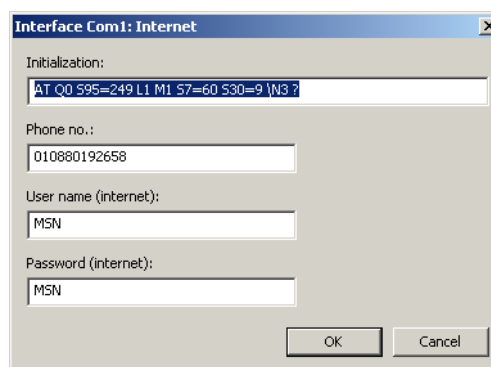 Interface Com1: Internet
Initialization:
AT Q0 S95=249 L1 M1 S7=60 S30=9 \N3 ?
Phone no.:
010880192658
User name (internet):
MSN
Password (internet):
MSN
OK Cancel